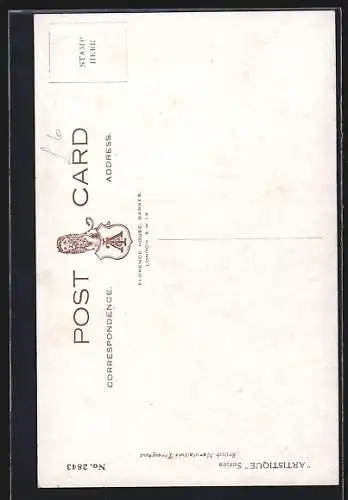 STAMP
HERE
POST CARD
CORRESPONDENCE. ADDRESS.
FLORENCE HOUSE, BARNES,
LONDON S.W.13
"ARTISTIQUE" Series
British Manufacture Throughout
No. 2843